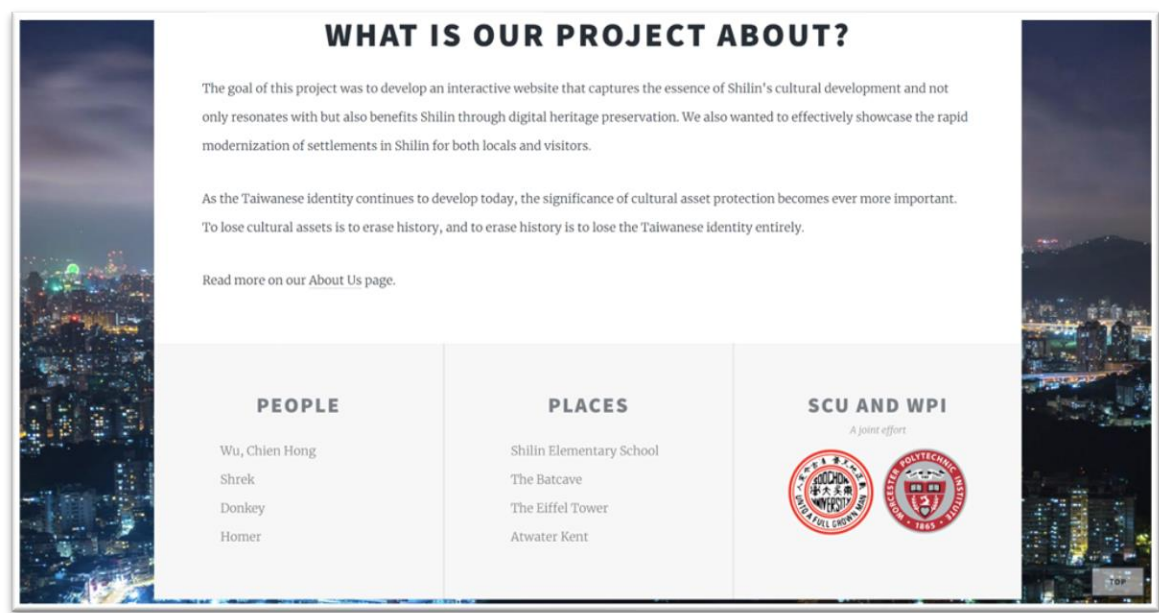 WHAT IS OUR PROJECT ABOUT?
The goal of this project was to develop an interactive website that captures the essence of Shilin's cultural development and not
only resonates with but also benefits Shilin through digital heritage preservation. We also wanted to effectively showcase the rapid
modernization of settlements in Shilin for both locals and visitors.
As the Taiwanese identity continues to develop today, the significance of cultural asset protection becomes ever more important.
To lose cultural assets is to erase history, and to erase history is to lose the Taiwanese identity entirely.
Read more on our About Us page.
PEOPLE
Wu, Chien Hong
Shrek
Donkey
Homer
PLACES
Shilin Elementary School
The Batcave
The Eiffel Tower
Atwater Kent
SCU AND WPI
A joint effort
SOOCHOW
UNIVERSITY
UNTO A FULL GROWN MAN
WORCESTER POLYTECHNIC INSTITUTE
1865
TOP